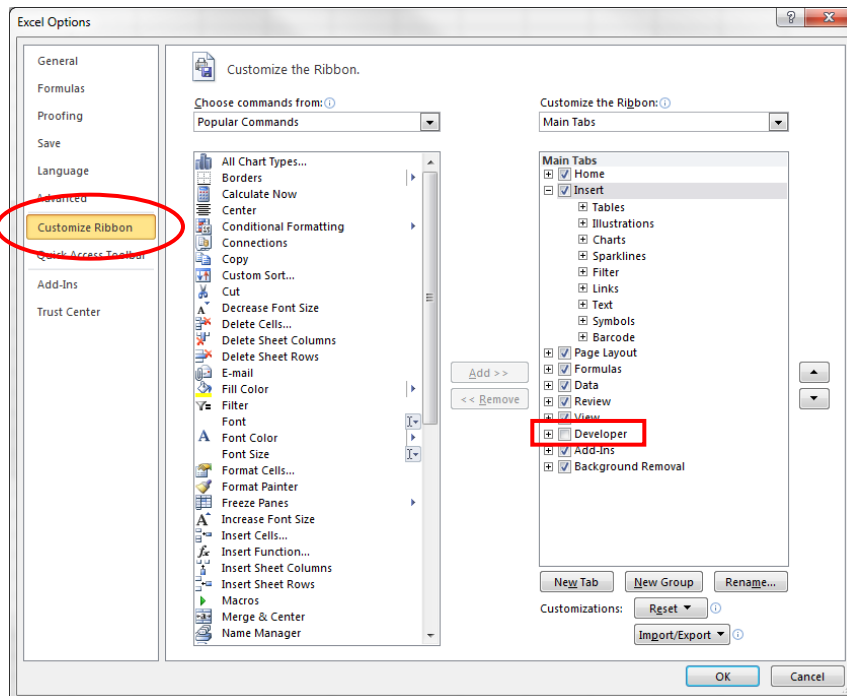 Excel Options
General
Formulas
Proofing
Save
Language
Advanced
Customize Ribbon
Quick Access Toolbar
Add-Ins
Trust Center
Customize the Ribbon.
Choose commands from:
Popular Commands
All Chart Types...
Borders
Calculate Now
Center
Conditional Formatting
Connections
Copy
Custom Sort...
Cut
Decrease Font Size
Delete Cells...
Delete Sheet Columns
Delete Sheet Rows
E-mail
Fill Color
Filter
Font
Font Color
Font Size
Format Cells...
Format Painter
Freeze Panes
Increase Font Size
Insert Cells...
Insert Function...
Insert Sheet Columns
Insert Sheet Rows
Macros
Merge & Center
Name Manager
Add >>
<< Remove
Customize the Ribbon:
Main Tabs
Main Tabs
Home
Insert
Tables
Illustrations
Charts
Sparklines
Filter
Links
Text
Symbols
Barcode
Page Layout
Formulas
Data
Review
View
Developer
Add-Ins
Background Removal
New Tab
New Group
Rename...
Customizations:
Reset
Import/Export
OK
Cancel